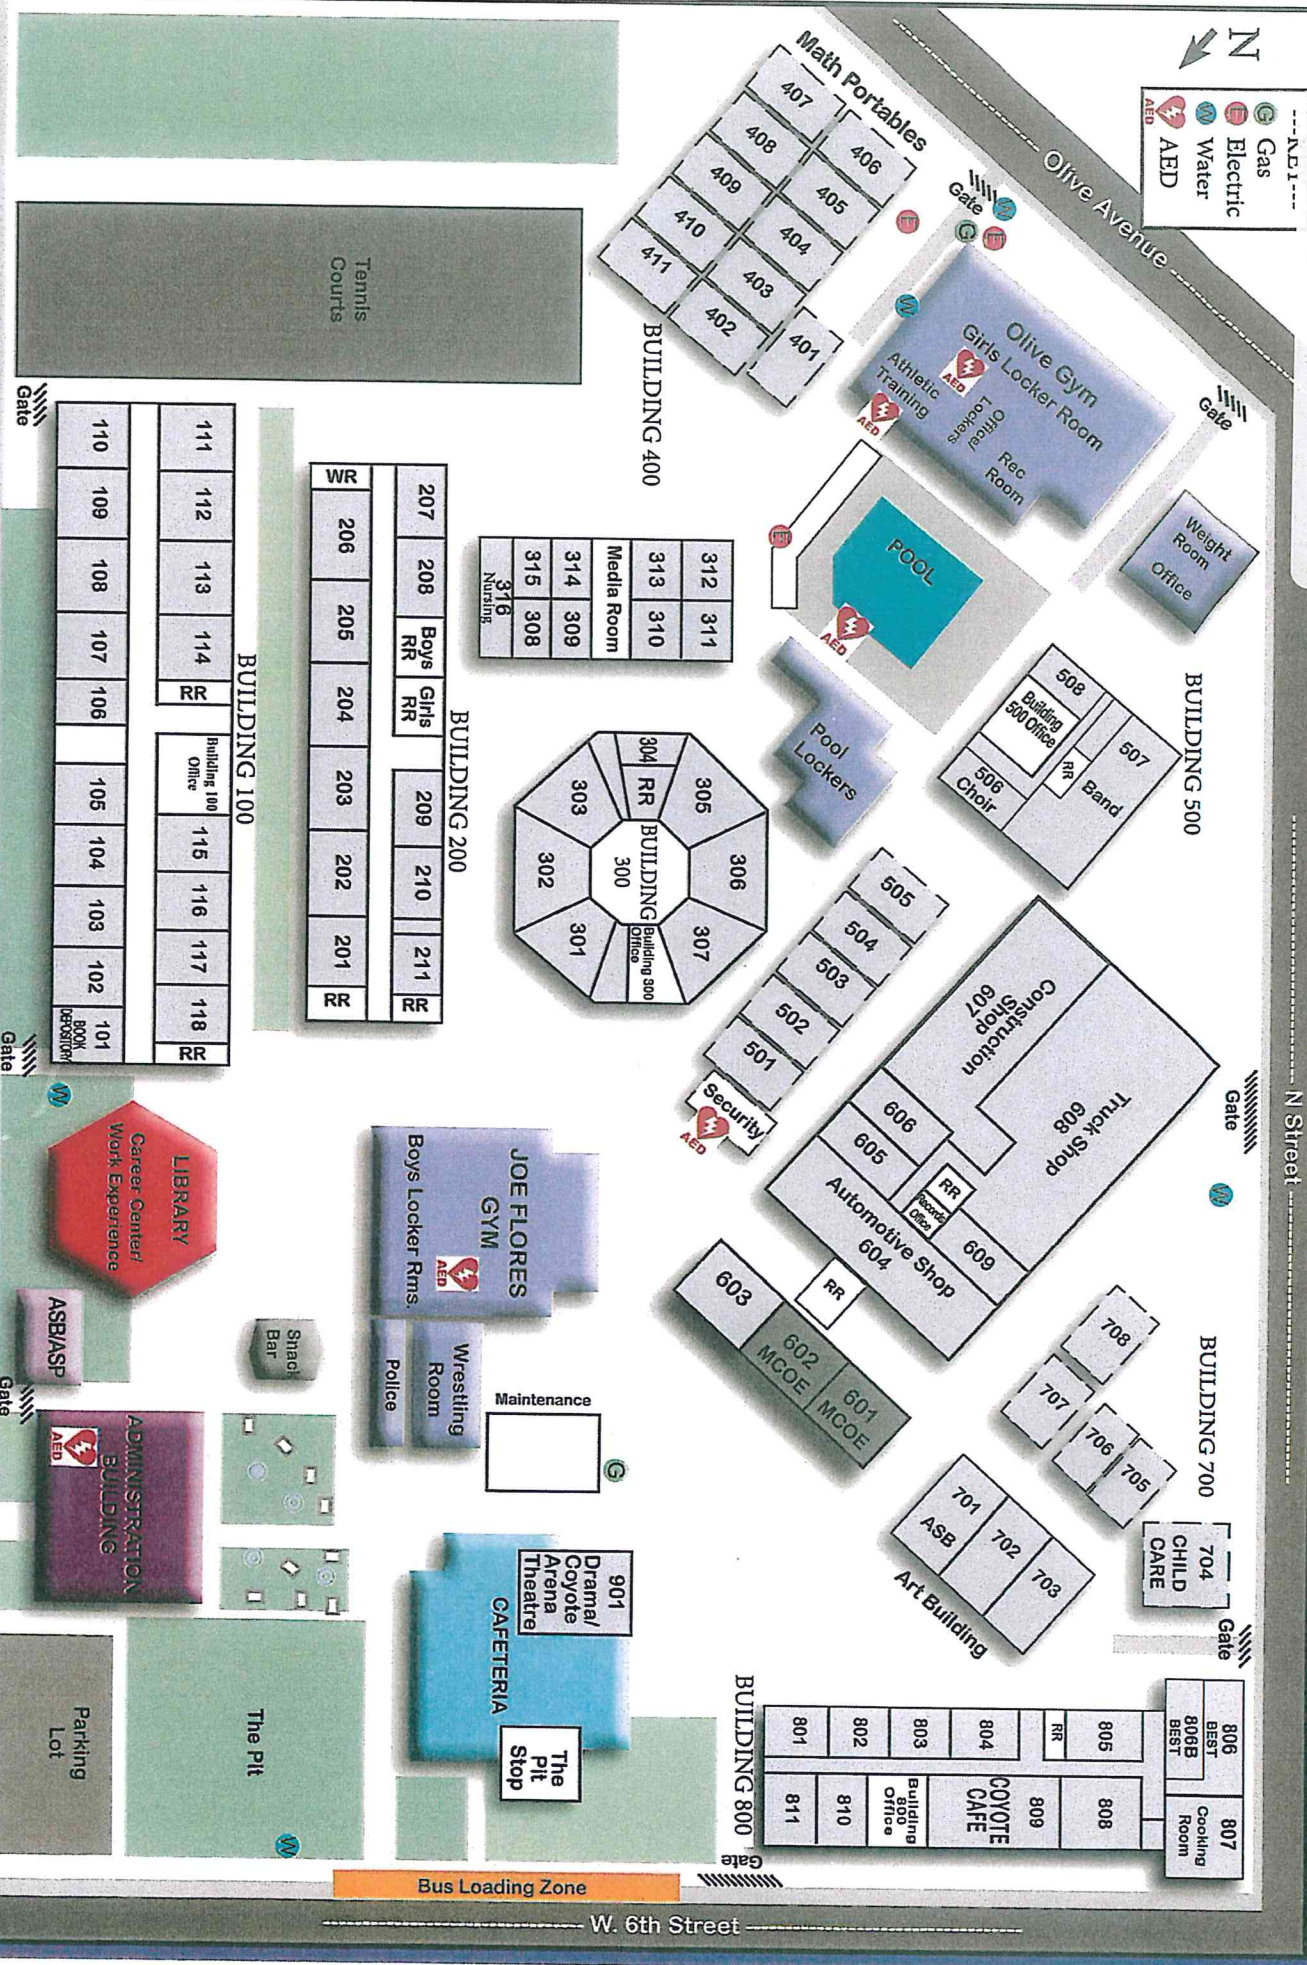 N
Gas
Electric
Water
AED
G
E
W
AED
Olive Avenue
N Street
W. 6th Street
Math Portables
407
408
409
410
411
406
405
404
403
402
401
BUILDING 400
Gate
W
E
G
E
W
Olive Gym
Girls Locker Room
Office/
Lockers
Rec
Room
Athletic
Training
AED
AED
Gate
Weight
Room
Office
POOL
E
AED
Pool
Lockers
Tennis
Courts
Gate
BUILDING 100
111
112
113
114
RR
Building 100
Office
115
116
117
118
RR
110
109
108
107
106
105
104
103
102
101
BOOK
DEPOSITORY
Gate
W
BUILDING 200
207
208
Boys
RR
Girls
RR
209
210
211
RR
WR
206
205
204
203
202
201
RR
312
311
313
310
Media Room
314
309
315
308
316
Nursing
BUILDING
300
304
RR
305
306
307
Building 300
Office
301
302
303
BUILDING 500
508
Building
500 Office
506
Choir
RR
507
Band
505
504
503
502
501
Security
AED
Construction
Shop
607
Truck Shop
608
606
605
RR
Records
Office
609
Automotive Shop
604
RR
603
602
MCOE
601
MCOE
Gate
W
BUILDING 700
708
707
706
705
704
CHILD
CARE
701
ASB
702
703
Art Building
Gate
BUILDING 800
806
BEST
806B
BEST
807
Cooking
Room
805
RR
804
803
802
801
808
809
COYOTE
CAFE
Building
800
Office
810
811
Gate
LIBRARY
Career Center/
Work Experience
ASB/ASP
Gate
Snack
Bar
JOE FLORES
GYM
Boys Locker Rms.
AED
Wrestling
Room
Police
Maintenance
G
ADMINISTRATION
BUILDING
AED
901
Drama/
Coyote
Arena
Theatre
CAFETERIA
The
Pit
Stop
The Pit
W
Parking
Lot
Bus Loading Zone